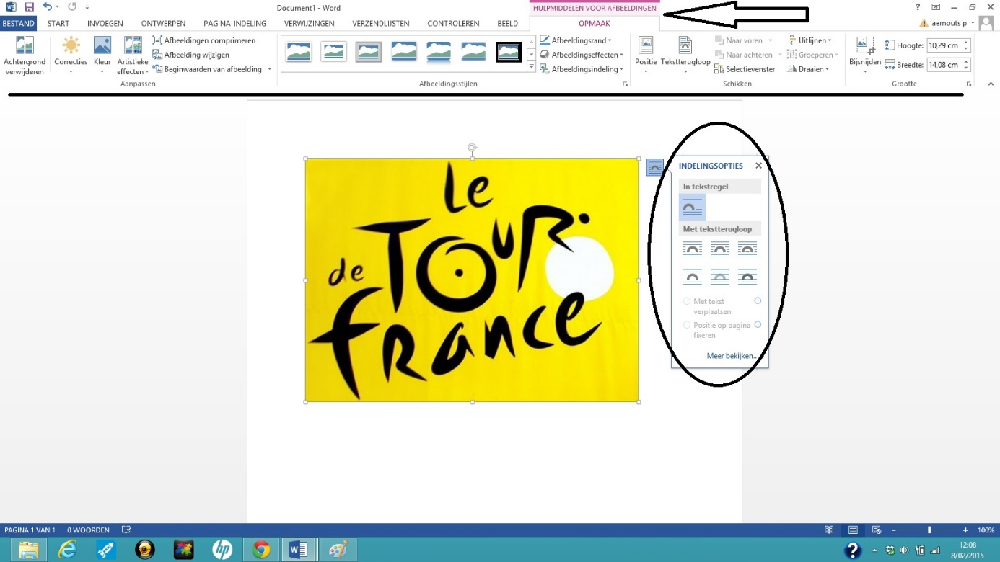 Document1 - Word
HULPMIDDELEN VOOR AFBEELDINGEN
?
BESTAND START INVOEGEN ONTWERPEN PAGINA-INDELING VERWIJZINGEN VERZENDLIJSTEN CONTROLEREN BEELD OPMAAK
aernouts p
Achtergrond verwijderen
Correcties
Kleur
Artistieke effecten
Afbeeldingen comprimeren
Afbeelding wijzigen
Beginwaarden van afbeelding
Aanpassen
Afbeeldingsstijlen
Afbeeldingsrand
Afbeeldingseffecten
Afbeeldingsindeling
Positie
Tekstterugloop
Naar voren
Naar achteren
Selectievenster
Uitlijnen
Groeperen
Draaien
Schikken
Bijsnijden
Hoogte: 10,29 cm
Breedte: 14,08 cm
Grootte
Le
TOUR
de
france
INDELINGSOPTIES
In tekstregel
Met tekstterugloop
Met tekst
verplaatsen
Positie op pagina
fixeren
Meer bekijken...
PAGINA 1 VAN 1 0 WOORDEN
100%
hp
?
12:08
8/02/2015